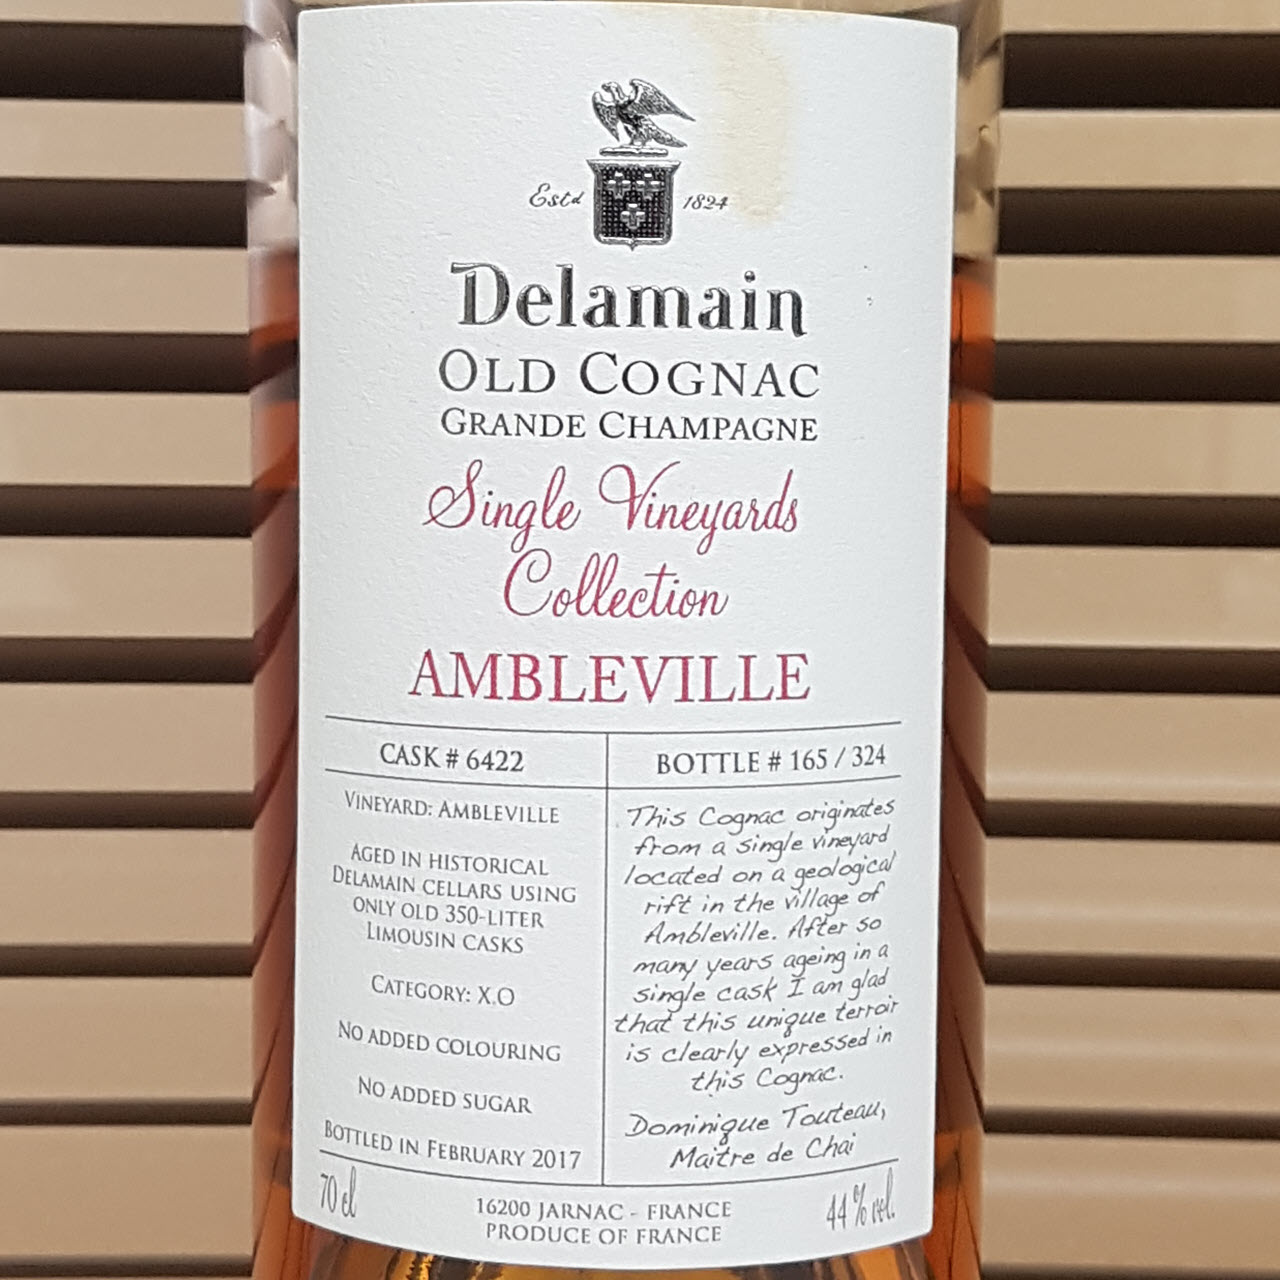 Estd 1824
Delamain
OLD COGNAC
GRANDE CHAMPAGNE
Single Vineyards
Collection
AMBLEVILLE
CASK # 6422
VINEYARD: AMBLEVILLE
AGED IN HISTORICAL
DELAMAIN CELLARS USING
ONLY OLD 350-LITER
LIMOUSIN CASKS
CATEGORY: X.O
NO ADDED COLOURING
NO ADDED SUGAR
BOTTLED IN FEBRUARY 2017
BOTTLE # 165 / 324
This Cognac originates
from a single vineyard
located on a geological
rift in the village of
Ambleville. After so
many years ageing in a
single cask I am glad
that this unique terroir
is clearly expressed in
this Cognac.
Dominique Touteau,
Maitre de Chai
70 cl
16200 JARNAC - FRANCE
PRODUCE OF FRANCE
44 % vol.